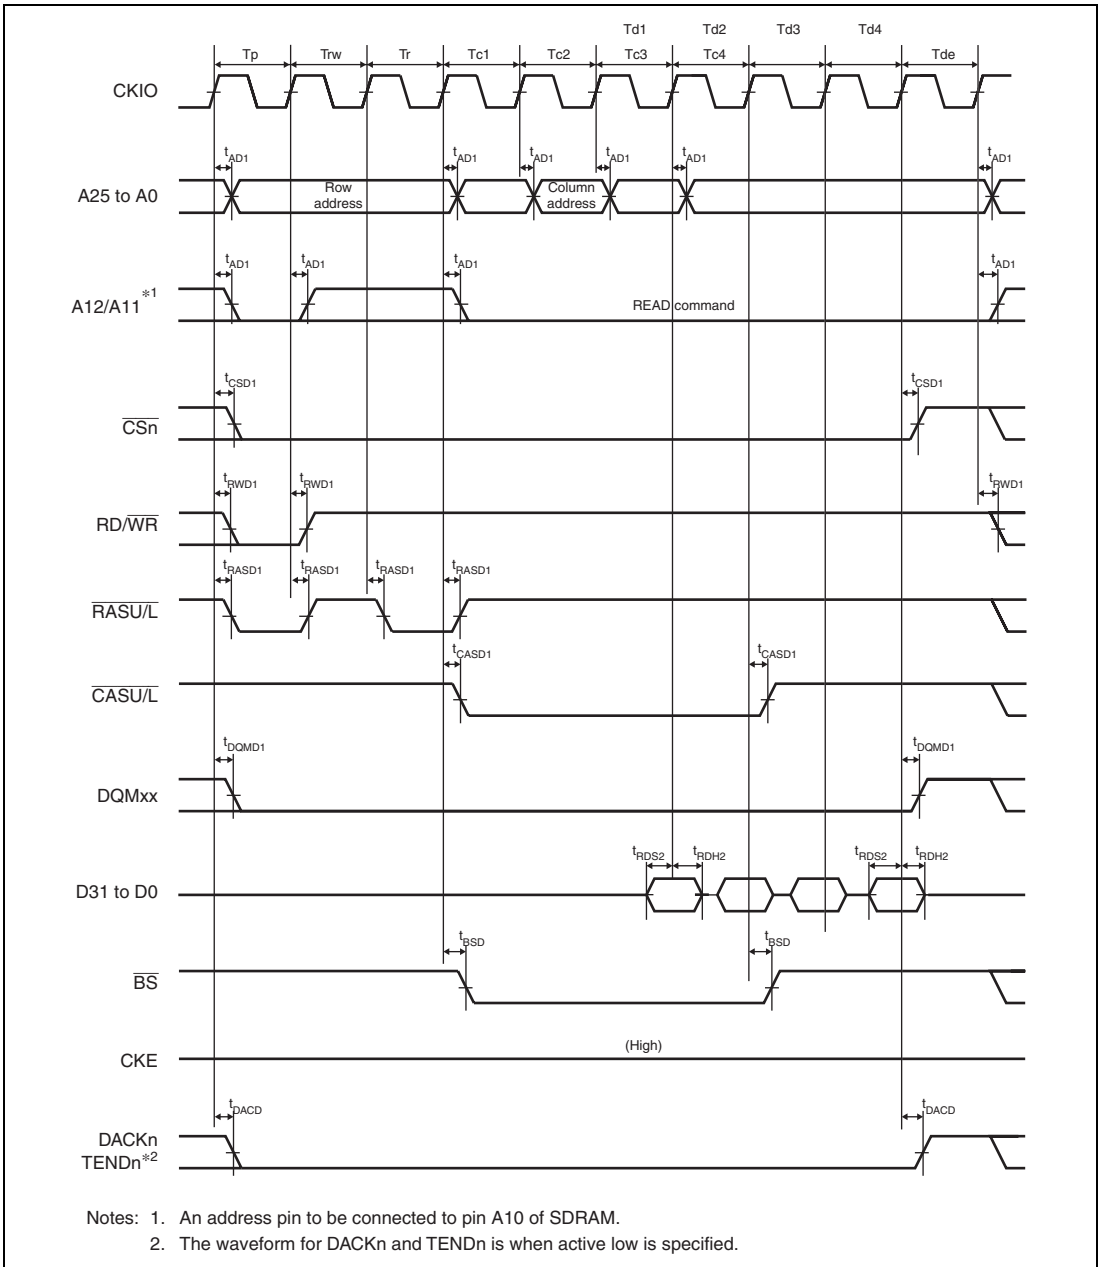 Td1 Td2 Td3 Td4
Tp Trw Tr Tc1 Tc2 Tc3 Tc4 Tde
CKIO
tAD1 tAD1 tAD1 tAD1 tAD1 tAD1
A25 to A0
Row address
Column address
tAD1 tAD1 tAD1 tAD1
A12/A11*1
READ command
tCSD1 tCSD1
CSn
tRWD1 tRWD1 tRWD1
RD/WR
tRASD1 tRASD1 tRASD1 tRASD1
RASU/L
tCASD1 tCASD1
CASU/L
tDQMD1 tDQMD1
DQMxx
tRDS2 tRDH2 tRDS2 tRDH2
D31 to D0
tBSD tBSD
BS
(High)
CKE
tDACD tDACD
DACKn
TENDn*2
Notes: 1. An address pin to be connected to pin A10 of SDRAM.
2. The waveform for DACKn and TENDn is when active low is specified.